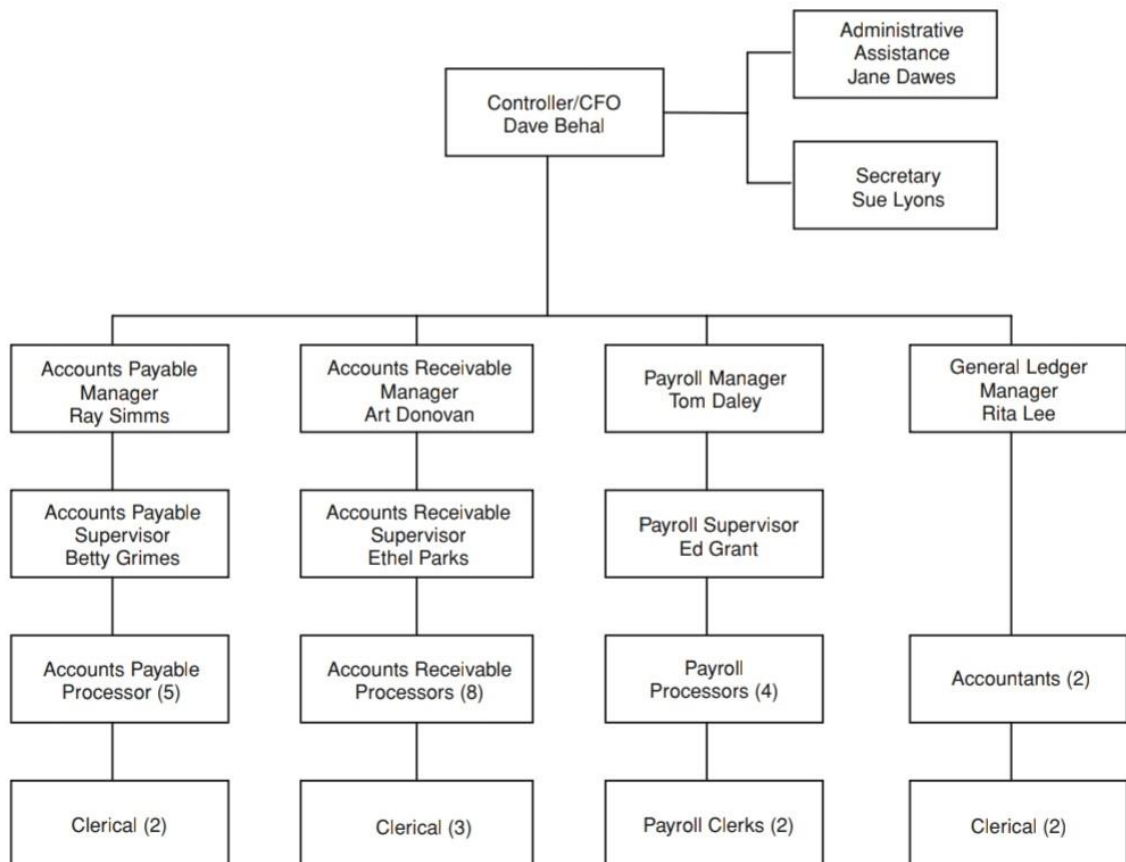 Administrative
Assistance
Jane Dawes
Controller/CFO
Dave Behal
Secretary
Sue Lyons
Accounts Payable
Manager
Ray Simms
Accounts Receivable
Manager
Art Donovan
Payroll Manager
Tom Daley
General Ledger
Manager
Rita Lee
Accounts Payable
Supervisor
Betty Grimes
Accounts Receivable
Supervisor
Ethel Parks
Payroll Supervisor
Ed Grant
Accounts Payable
Processor (5)
Accounts Receivable
Processors (8)
Payroll
Processors (4)
Accountants (2)
Clerical (2)
Clerical (3)
Payroll Clerks (2)
Clerical (2)